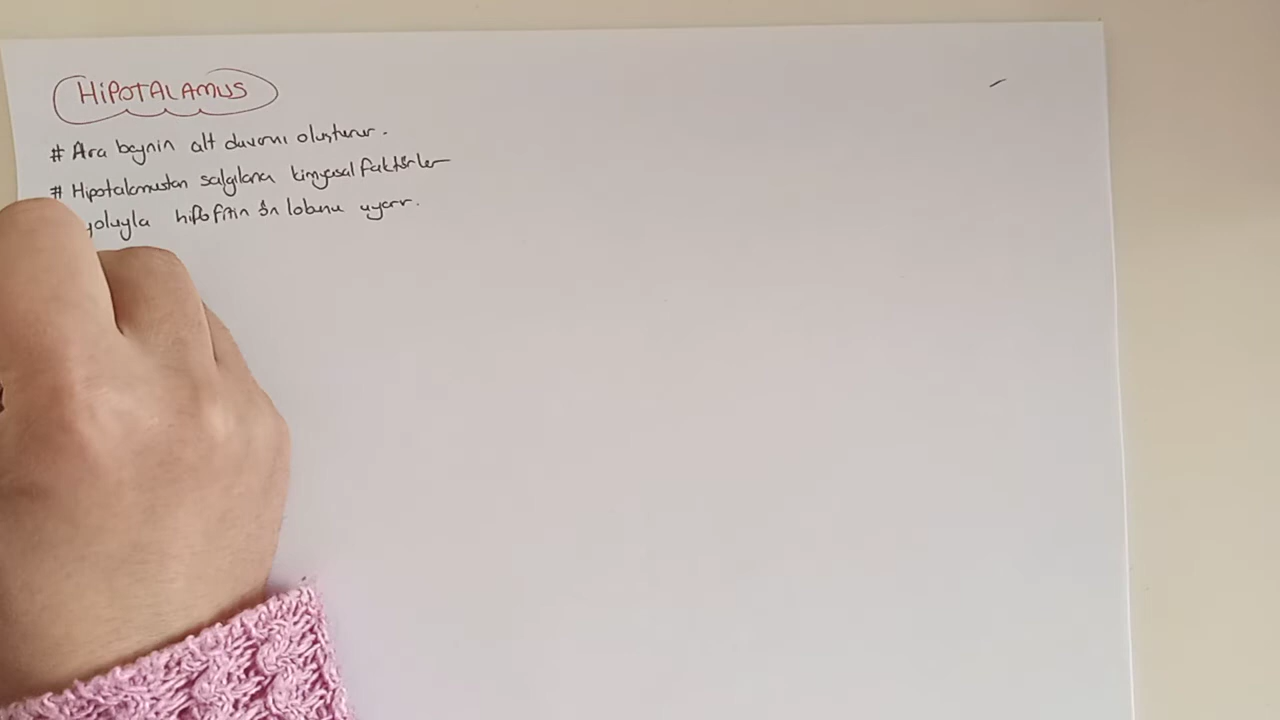 HİPOTALAMUS
# Ara beynin alt duvarını oluşturur.
# Hipotalamustan salgılanan kimyasal faktörler
yoluyla hipofizin ön lobunu uyarır.